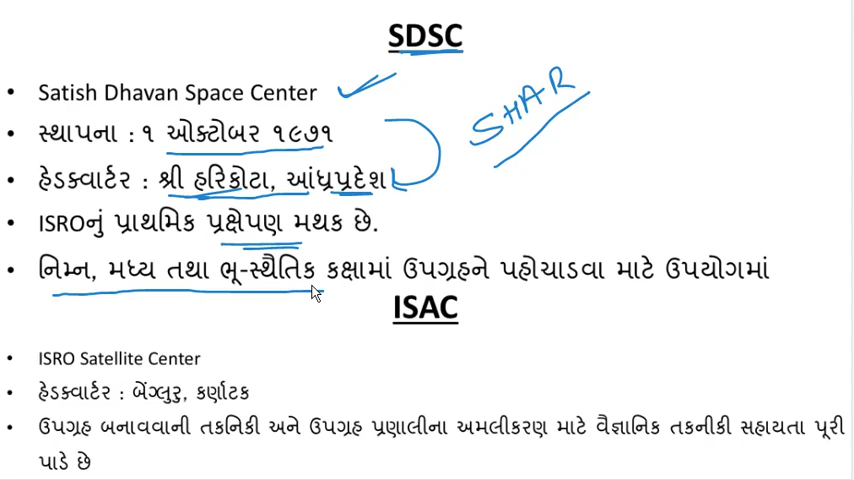 SDSC
• Satish Dhavan Space Center
SHAR
• સ્થાપના : ૧ ઓક્ટોબર ૧૯૭૧
• હેડક્વાર્ટર : શ્રી હરિકોટા, આંધ્રપ્રદેશ
• ISROનું પ્રાથમિક પ્રક્ષેપણ મથક છે.
• નિમ્ન, મધ્ય તથા ભૂ-સ્થૈતિક કક્ષામાં ઉપગ્રહને પહોચાડવા માટે ઉપયોગમાં
ISAC
• ISRO Satellite Center
• હેડક્વાર્ટર : બેંગ્લુરુ, કર્ણાટક
• ઉપગ્રહ બનાવવાની તકનિકી અને ઉપગ્રહ પ્રણાલીના અમલીકરણ માટે વૈજ્ઞાનિક તકનીકી સહાયતા પૂરી
પાડે છે